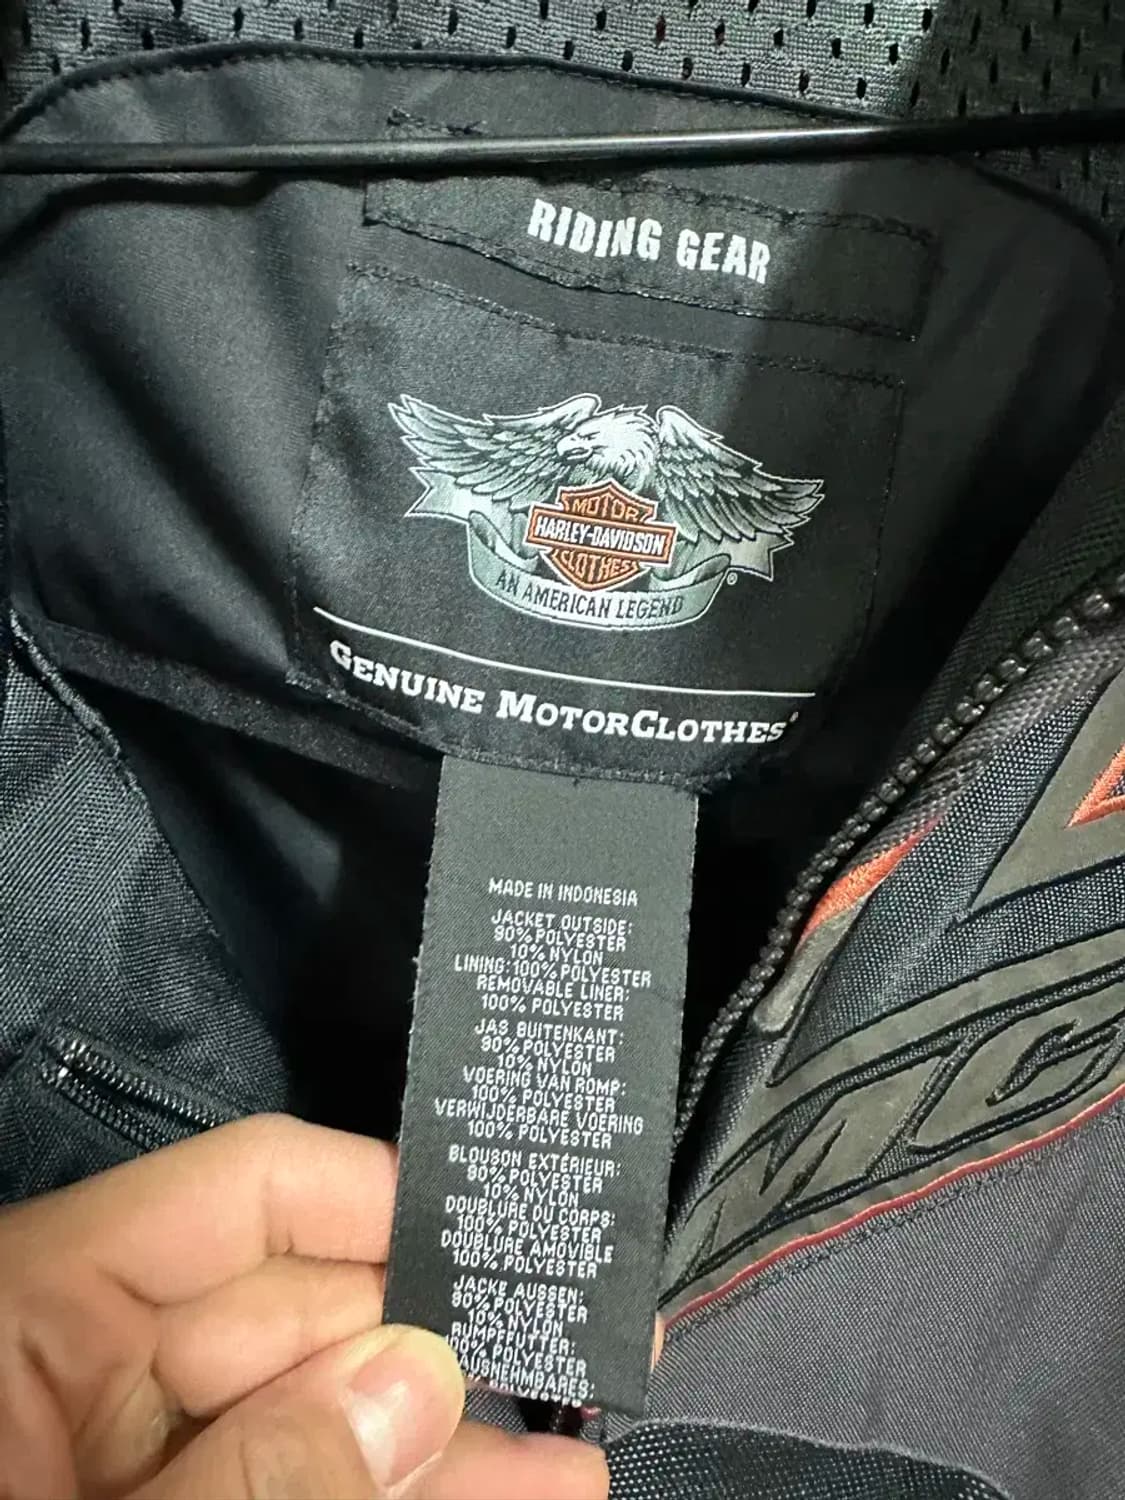 RIDING GEAR
MOTOR
HARLEY-DAVIDSON
CLOTHES
AN AMERICAN LEGEND
®
GENUINE MOTORCLOTHES®
MADE IN INDONESIA
JACKET OUTSIDE:
90% POLYESTER
10% NYLON
LINING: 100% POLYESTER
REMOVABLE LINER:
100% POLYESTER
JAS BUITENKANT:
90% POLYESTER
10% NYLON
VOERING VAN ROMP:
100% POLYESTER
VERWIJDERBARE VOERING
100% POLYESTER
BLOUSON EXTÉRIEUR:
90% POLYESTER
10% NYLON
DOUBLURE DU CORPS:
100% POLYESTER
DOUBLURE AMOVIBLE
100% POLYESTER
JACKE AUSSEN:
90% POLYESTER
10% NYLON
RUMPFFUTTER:
100% POLYESTER
AUSNEHMBARES: